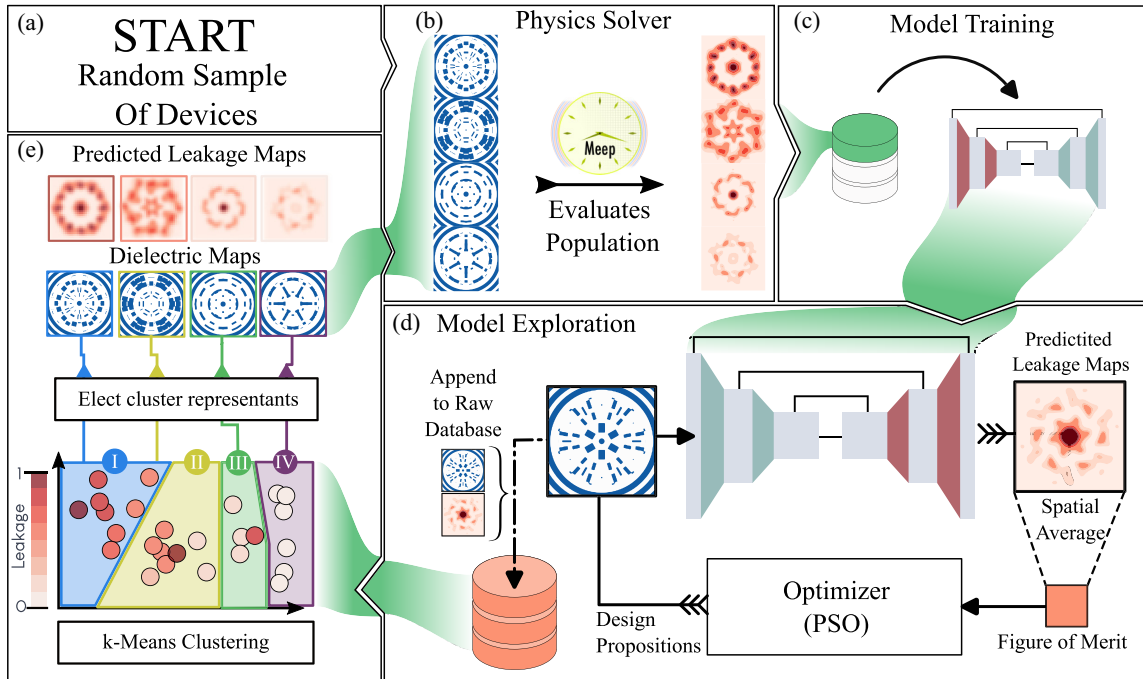 (a)
START
Random Sample
Of Devices
(b)
Physics Solver
Meep
Evaluates
Population
(c)
Model Training
(d)
Model Exploration
Append
to Raw
Database
Predictited
Leakage Maps
Spatial
Average
Figure of Merit
Optimizer
(PSO)
Design
Propositions
(e)
Predicted Leakage Maps
Dielectric Maps
Elect cluster representants
I
II
III
IV
1
Leakage
0
k-Means Clustering